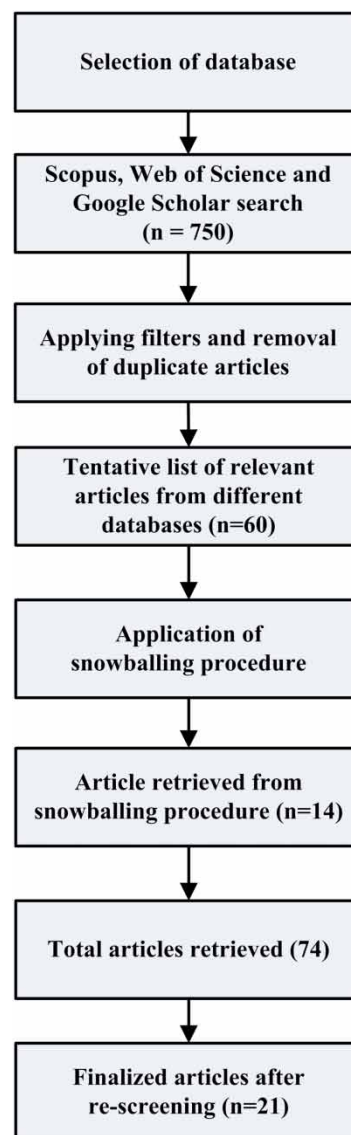 Selection of database
Scopus, Web of Science and
Google Scholar search
(n = 750)
Applying filters and removal
of duplicate articles
Tentative list of relevant
articles from different
databases (n=60)
Application of
snowballing procedure
Article retrieved from
snowballing procedure (n=14)
Total articles retrieved (74)
Finalized articles after
re-screening (n=21)